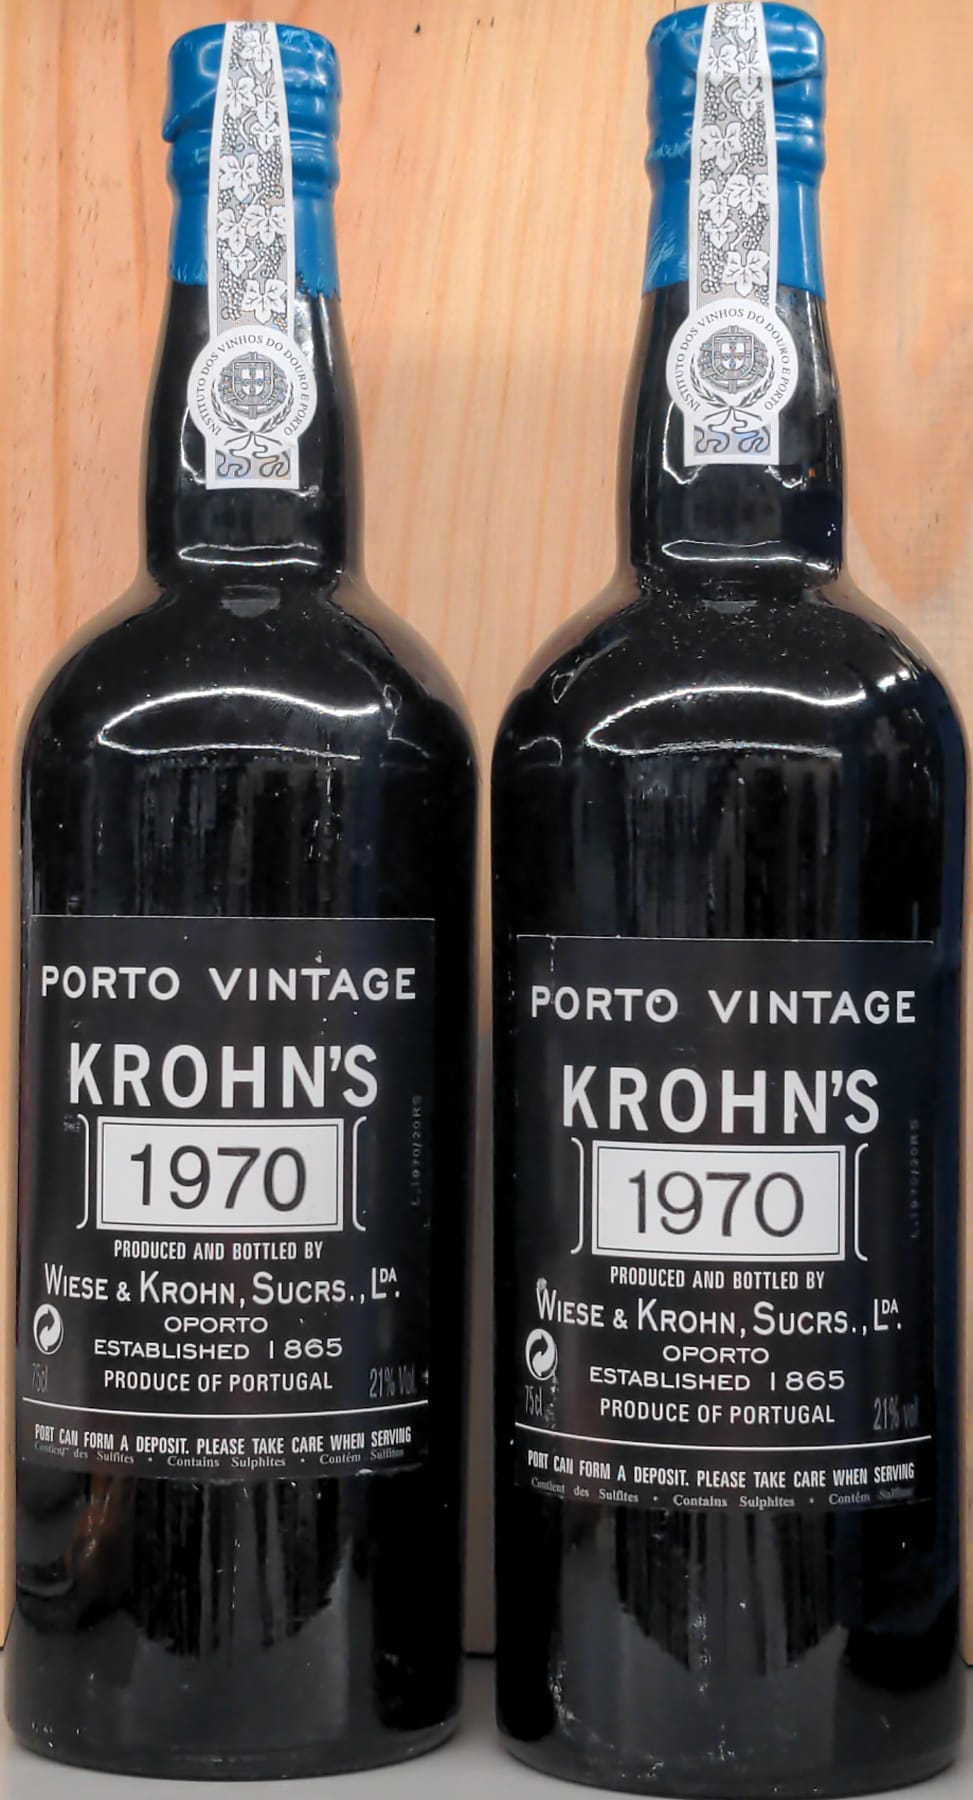 INSTITUTO DOS VINHOS DO DOURO E PORTO
PORTO VINTAGE
KROHN'S
1970
L.1970/20RS
PRODUCED AND BOTTLED BY
WIESE & KROHN, SUCRS., LDA.
OPORTO
ESTABLISHED 1865
75cl
PRODUCE OF PORTUGAL
21% Vol.
PORT CAN FORM A DEPOSIT. PLEASE TAKE CARE WHEN SERVING
Contient des Sulfites • Contains Sulphites • Contém Sulfitos
INSTITUTO DOS VINHOS DO DOURO E PORTO
PORTO VINTAGE
KROHN'S
1970
L.1970/20RS
PRODUCED AND BOTTLED BY
WIESE & KROHN, SUCRS., LDA.
OPORTO
ESTABLISHED 1865
75cl
PRODUCE OF PORTUGAL
21% vol
PORT CAN FORM A DEPOSIT. PLEASE TAKE CARE WHEN SERVING
Contient des Sulfites • Contains Sulphites • Contém Sulfitos